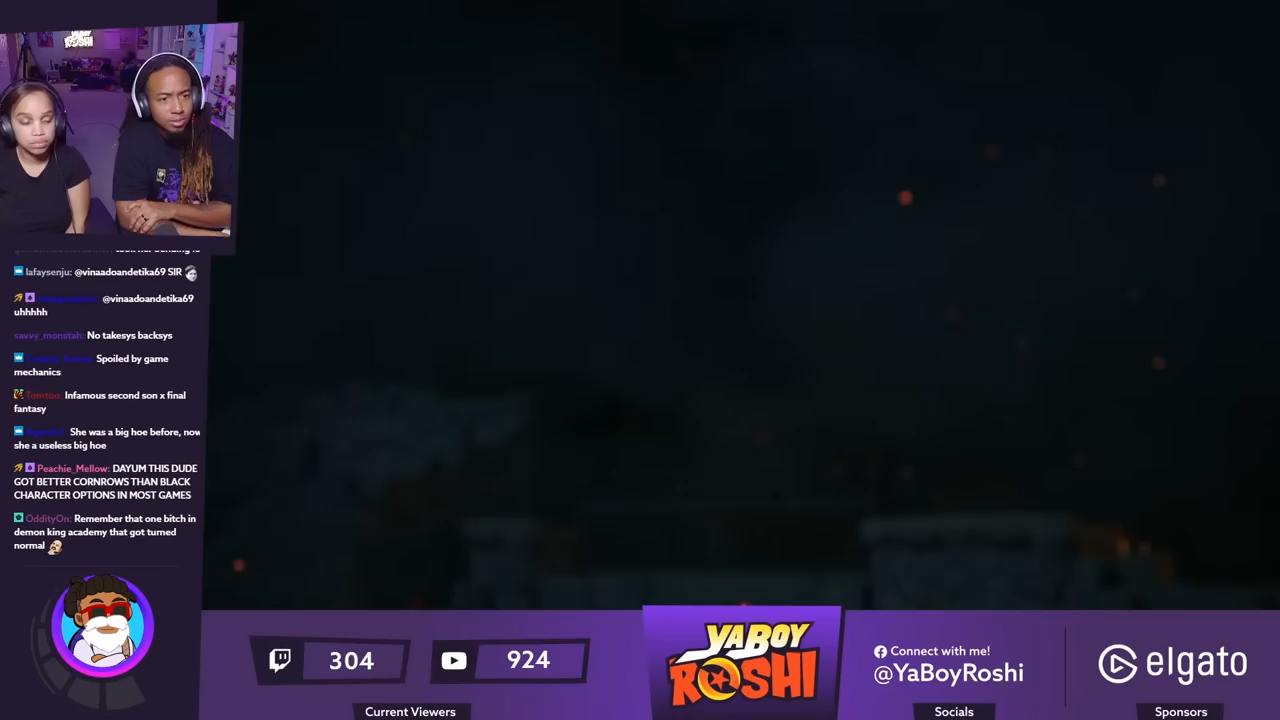 YABOY
ROSHI
lafaysenju: @vinaadoandetika69 SIR
@vinaadoandetika69
uhhhhh
savvy_monstah: No takesys backsys
Spoiled by game
mechanics
Tomtoo: Infamous second son x final
fantasy
She was a big hoe before, now
she a useless big hoe
Peachie_Mellow: DAYUM THIS DUDE
GOT BETTER CORNROWS THAN BLACK
CHARACTER OPTIONS IN MOST GAMES
OddityOn: Remember that one bitch in
demon king academy that got turned
normal
304
924
Current Viewers
YABOY
ROSHI
Connect with me!
@YaBoyRoshi
Socials
elgato
Sponsors